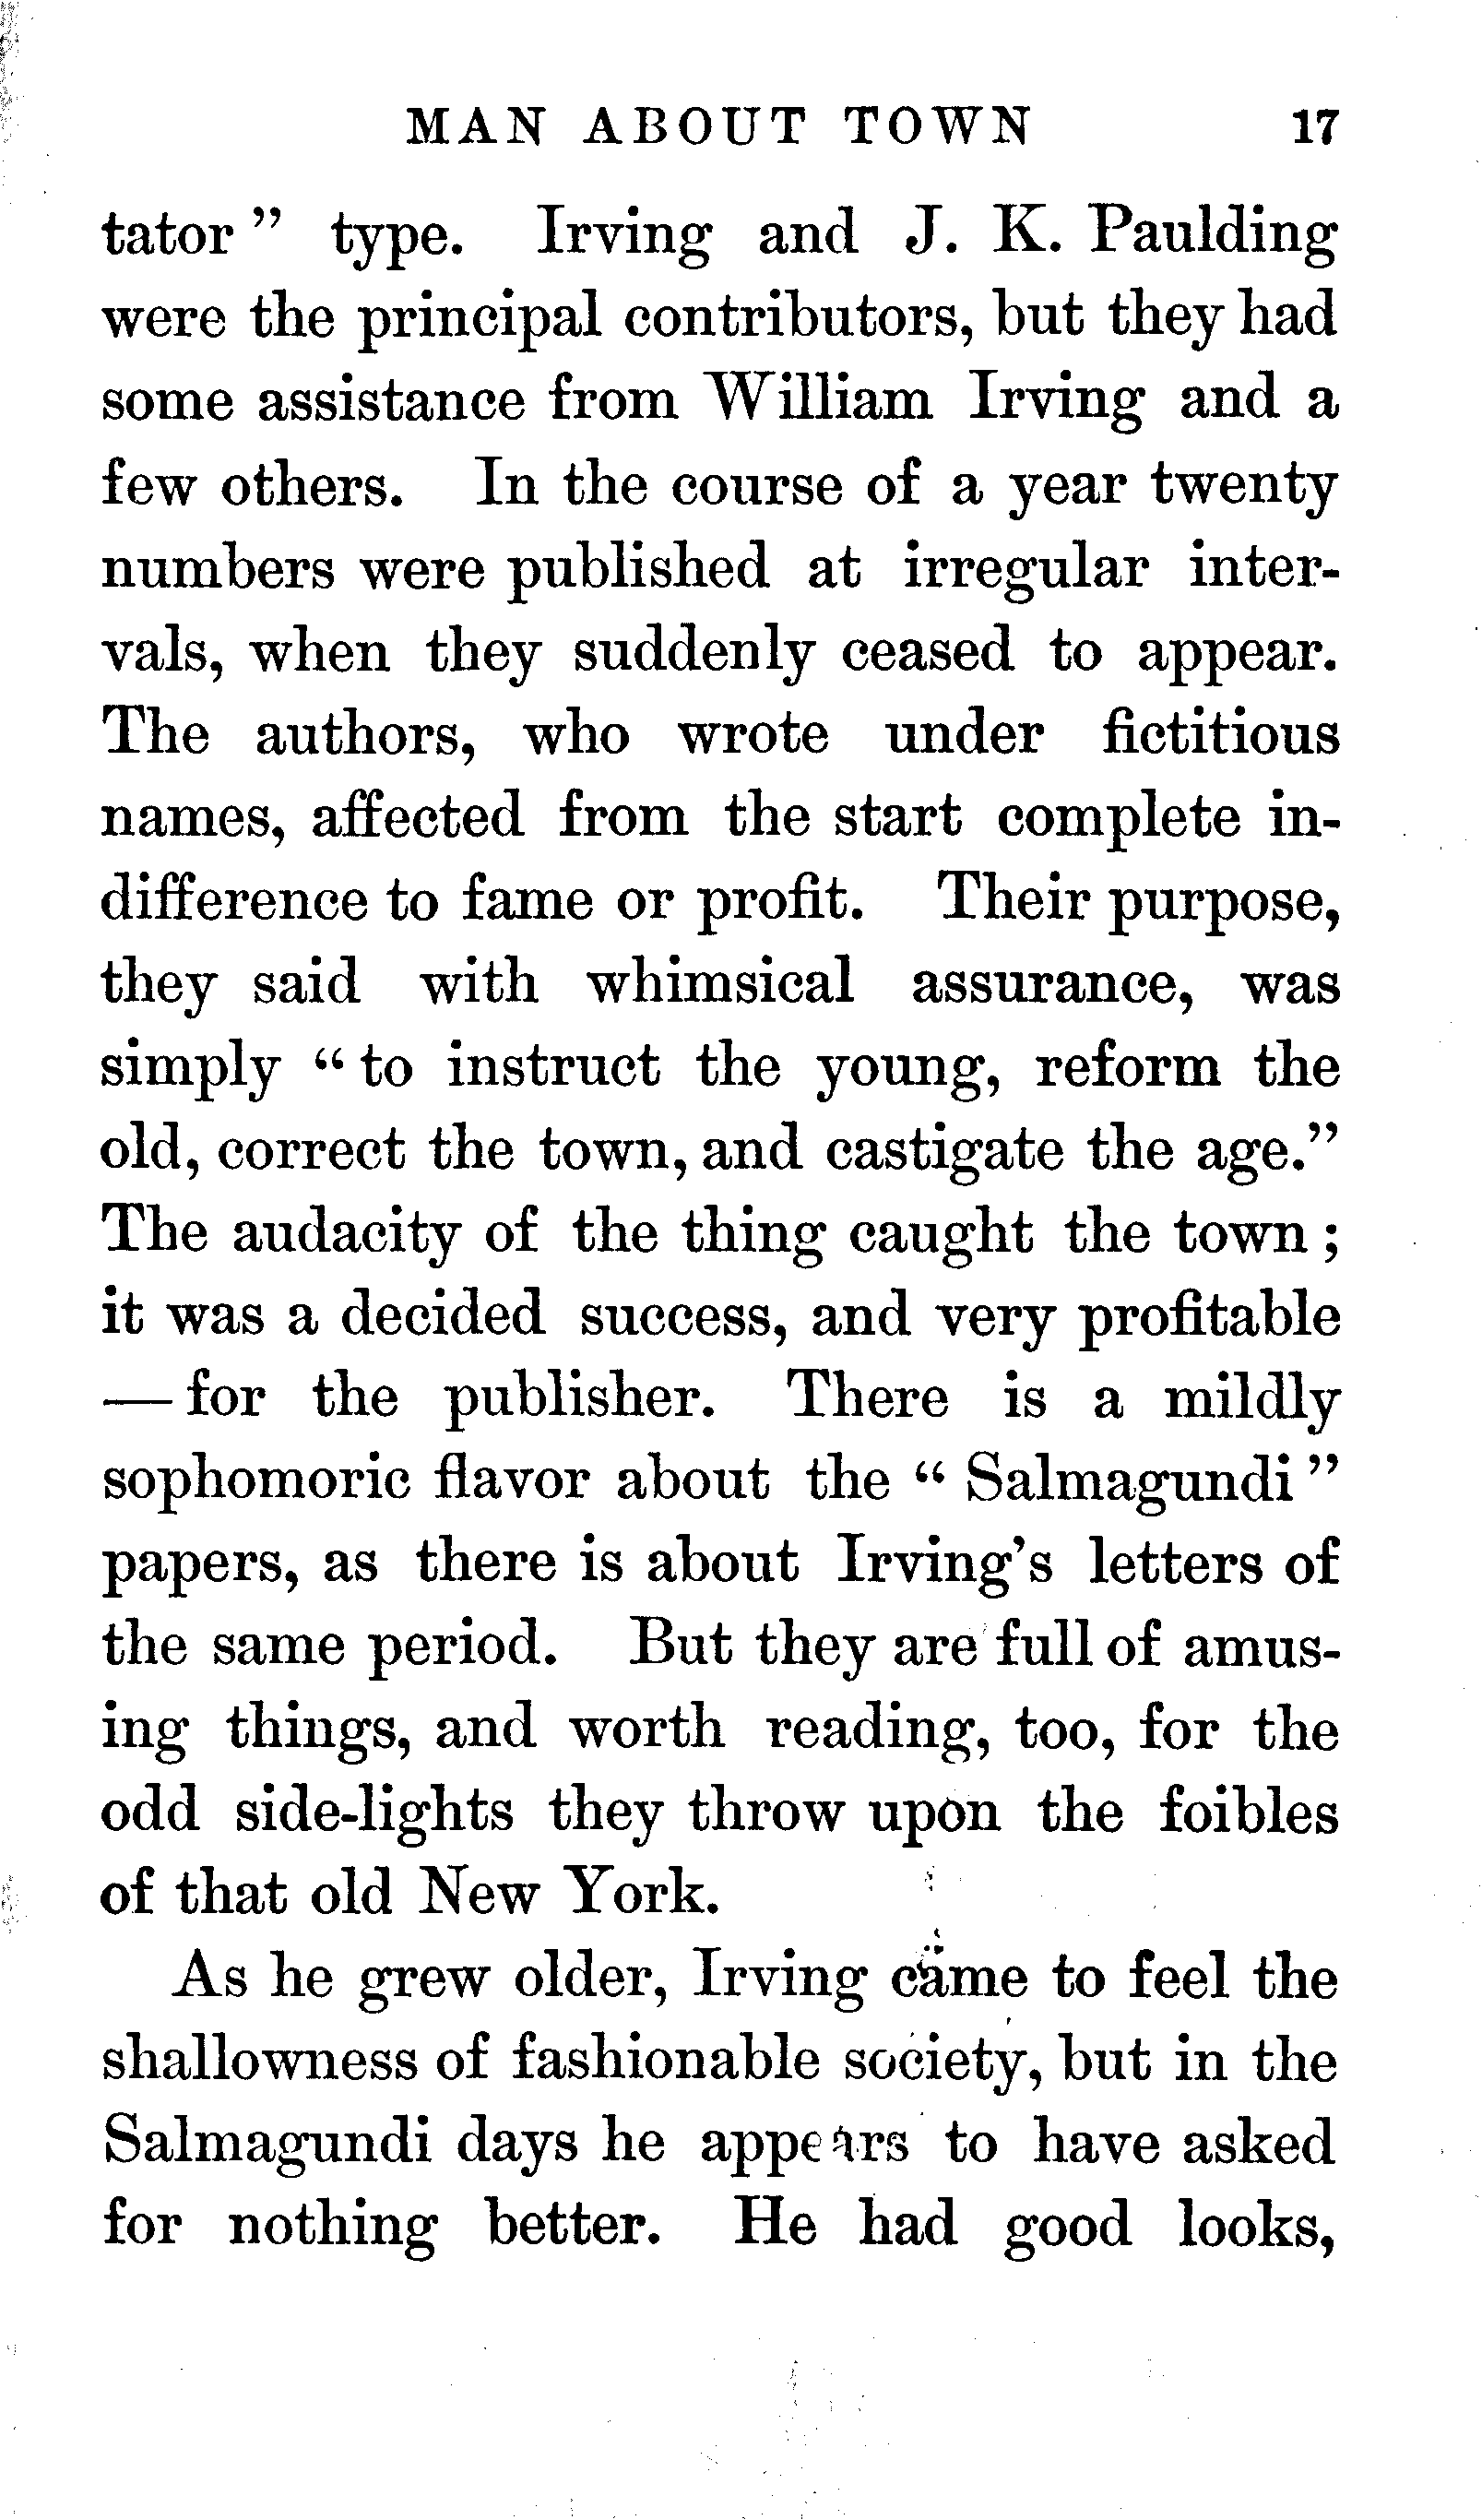 MAN ABOUT TOWN 17
tator" type. Irving and J. K. Paulding
were the principal contributors, but they had
some assistance from William Irving and a
few others. In the course of a year twenty
numbers were published at irregular inter-
vals, when they suddenly ceased to appear.
The authors, who wrote under fictitious
names, affected from the start complete in-
difference to fame or profit. Their purpose,
they said with whimsical assurance, was
simply "to instruct the young, reform the
old, correct the town, and castigate the age."
The audacity of the thing caught the town;
it was a decided success, and very profitable
—for the publisher. There is a mildly
sophomoric flavor about the "Salmagundi"
papers, as there is about Irving's letters of
the same period. But they are full of amus-
ing things, and worth reading, too, for the
odd side-lights they throw upon the foibles
of that old New York.
As he grew older, Irving came to feel the
shallowness of fashionable society, but in the
Salmagundi days he appears to have asked
for nothing better. He had good looks,